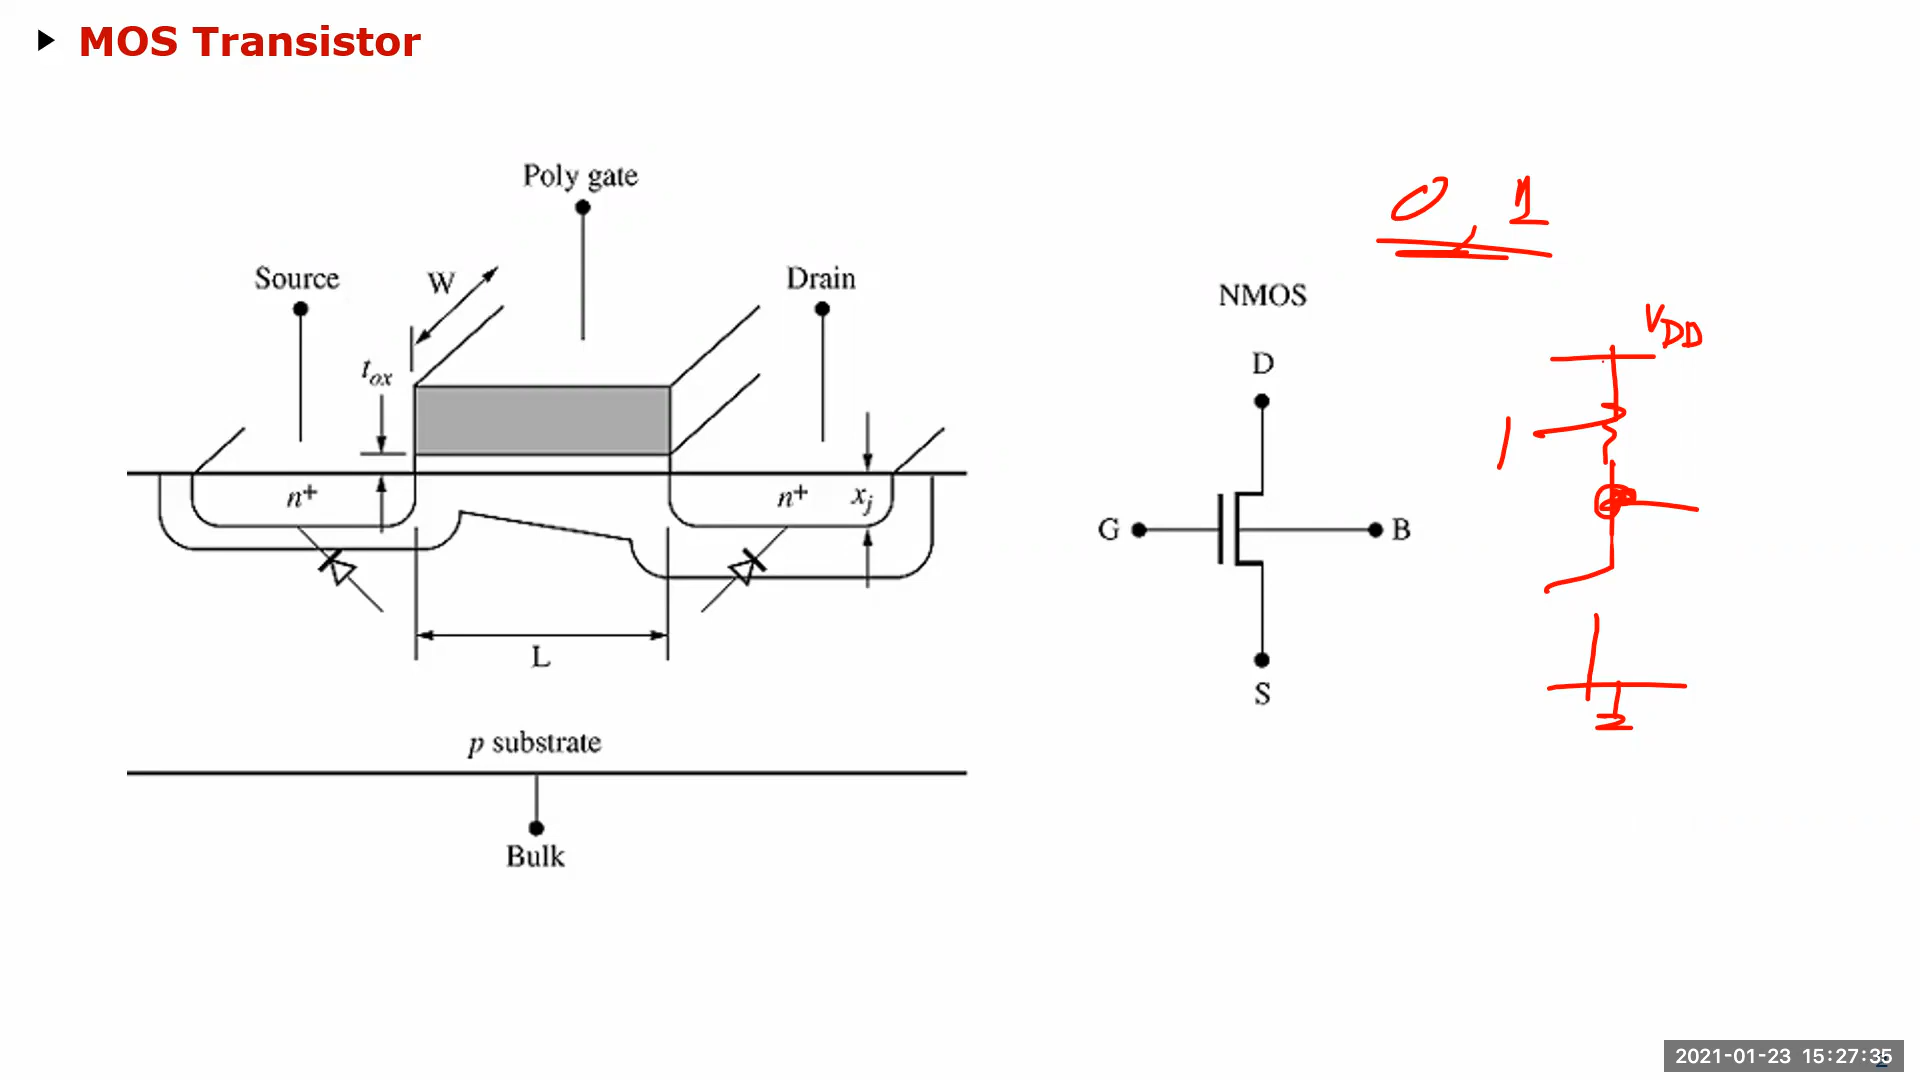 MOS Transistor
Poly gate
Source
W
Drain
tox
n+
n+
xj
L
p substrate
Bulk
0, 1
NMOS
D
G
B
S
VDD
1
2021-01-23 15:27:35
2